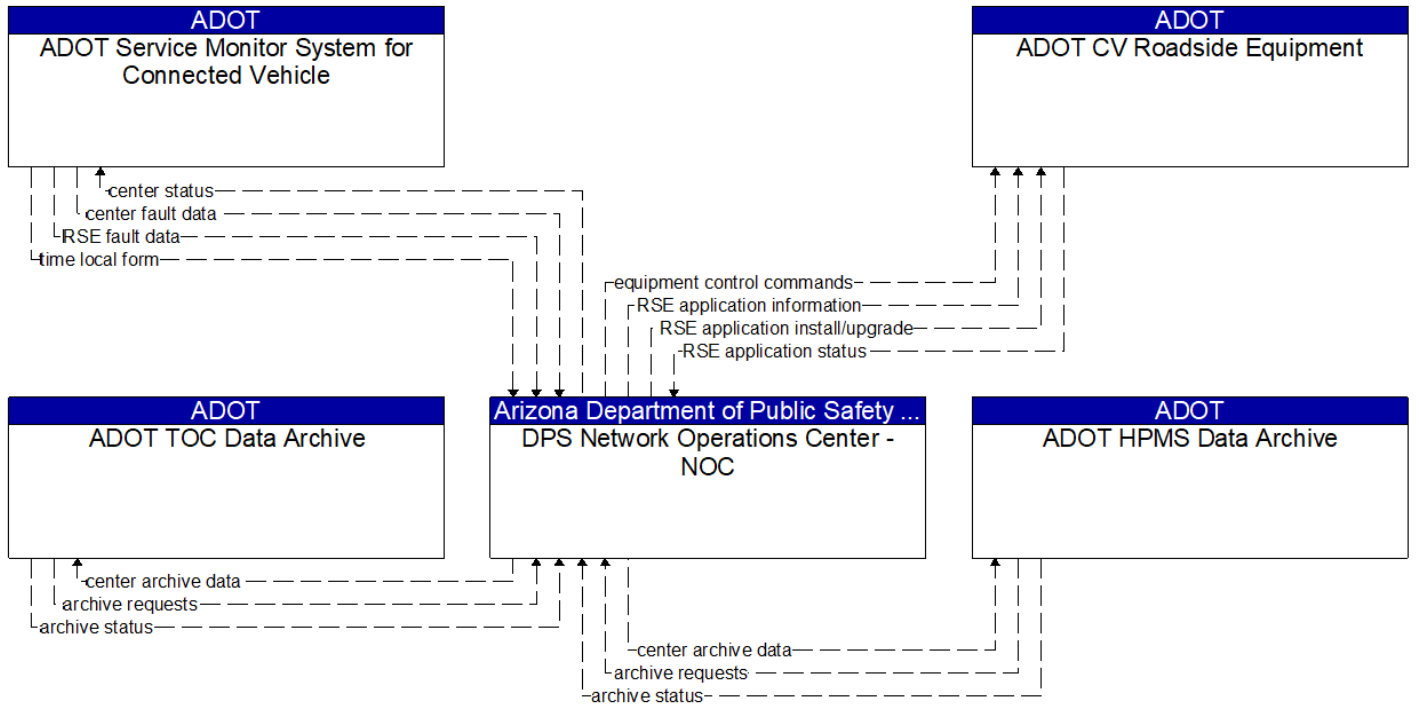 ADOT
ADOT Service Monitor System for
Connected Vehicle
ADOT
ADOT CV Roadside Equipment
center status
center fault data
RSE fault data
time local form
equipment control commands
RSE application information
RSE application install/upgrade
RSE application status
ADOT
ADOT TOC Data Archive
Arizona Department of Public Safety ...
DPS Network Operations Center -
NOC
ADOT
ADOT HPMS Data Archive
center archive data
archive requests
archive status
center archive data
archive requests
archive status